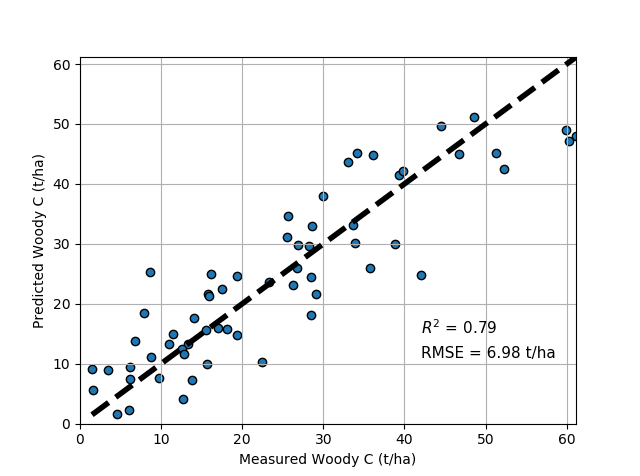 60
50
40
30
20
10
0
Predicted Woody C (t/ha)
R² = 0.79
RMSE = 6.98 t/ha
0 10 20 30 40 50 60
Measured Woody C (t/ha)